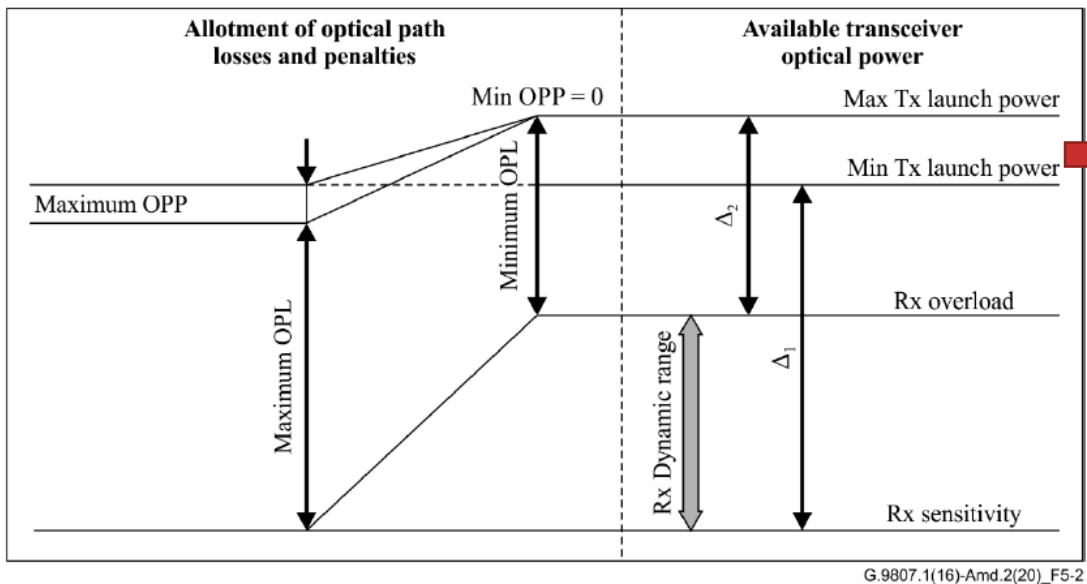 Allotment of optical path
losses and penalties
Available transceiver
optical power
Min OPP = 0
Max Tx launch power
Min Tx launch power
Maximum OPP
Minimum OPL
Δ₂
Rx overload
Maximum OPL
Δ₁
Rx Dynamic range
Rx sensitivity
G.9807.1(16)-Amd.2(20)_F5-2